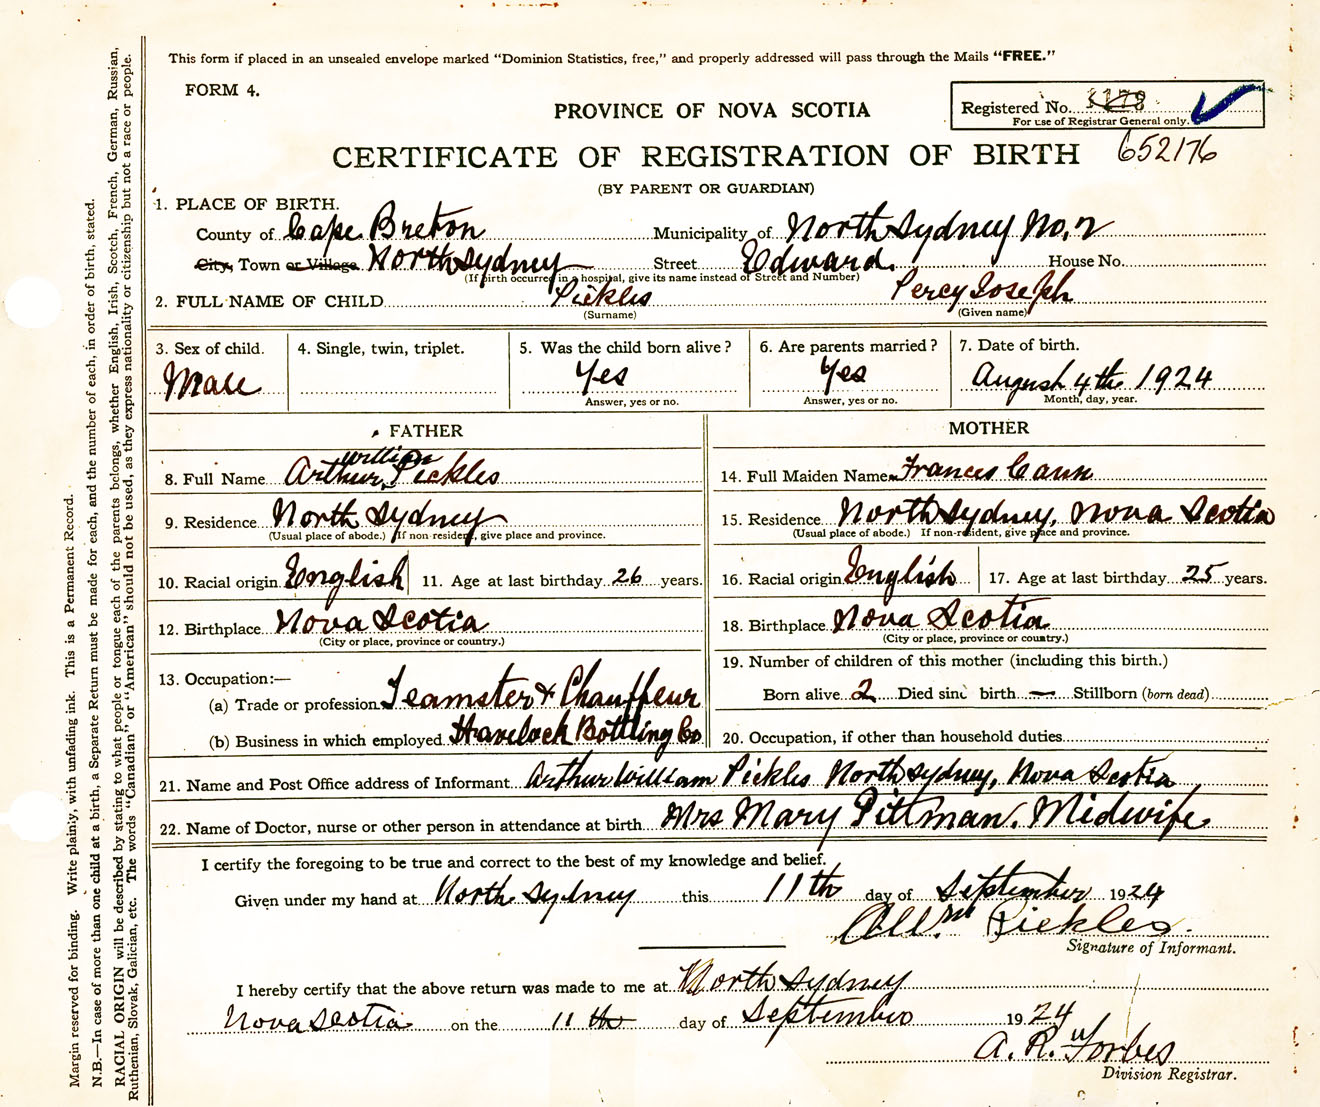 This form if placed in an unsealed envelope marked "Dominion Statistics, free," and properly addressed will pass through the Mails "FREE."
FORM 4.
PROVINCE OF NOVA SCOTIA
Registered No.
For use of Registrar General only.
CERTIFICATE OF REGISTRATION OF BIRTH 652176
(BY PARENT OR GUARDIAN)
1. PLACE OF BIRTH.
County of Cape Breton Municipality of North Sydney No. 2
City, Town or Village North Sydney Street Edward. House No.
(If birth occurred in a hospital, give its name instead of Street and Number)
2. FULL NAME OF CHILD Pickles Percy Joseph
(Surname) (Given name)
3. Sex of child. 4. Single, twin, triplet. 5. Was the child born alive? 6. Are parents married? 7. Date of birth.
Male Yes Yes August 4th 1924
Answer, yes or no. Answer, yes or no. Month, day, year.
FATHER MOTHER
William
8. Full Name Arthur Pickles 14. Full Maiden Name Frances Cann
9. Residence North Sydney 15. Residence North Sydney, Nova Scotia
(Usual place of abode.) If non-resident, give place and province. (Usual place of abode.) If non-resident, give place and province.
10. Racial origin English 11. Age at last birthday 26 years. 16. Racial origin English 17. Age at last birthday 25 years.
12. Birthplace Nova Scotia 18. Birthplace Nova Scotia
(City or place, province or country.) (City or place, province or country.)
13. Occupation:— 19. Number of children of this mother (including this birth.)
(a) Trade or profession Teamster & Chauffeur Born alive 2 Died since birth — Stillborn (born dead)
(b) Business in which employed Havelock Bottling Co 20. Occupation, if other than household duties
21. Name and Post Office address of Informant Arthur William Pickles North Sydney, Nova Scotia
22. Name of Doctor, nurse or other person in attendance at birth Mrs Mary Pittman. Midwife
I certify the foregoing to be true and correct to the best of my knowledge and belief.
Given under my hand at North Sydney this 11th day of September 1924
Pickles.
Signature of Informant.
I hereby certify that the above return was made to me at North Sydney
Nova Scotia on the 11th day of September 1924
A. R. Forbes
Division Registrar.
Margin reserved for binding. Write plainly, with unfading ink. This is a Permanent Record.
N.B.—In case of more than one child at a birth, a Separate Return must be made for each, and the number of each, in order of birth, stated.
RACIAL ORIGIN will be described by stating to what people or tongue each of the parents belongs, whether English, Irish, Scotch, French, German, Russian,
Ruthenian, Slovak, Galician, etc. The words "Canadian" or "American" should not be used, as they express nationality or citizenship but not a race or people.